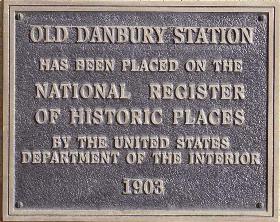 OLD DANBURY STATION
HAS BEEN PLACED ON THE
NATIONAL REGISTER
OF HISTORIC PLACES
BY THE UNITED STATES
DEPARTMENT OF THE INTERIOR
1903